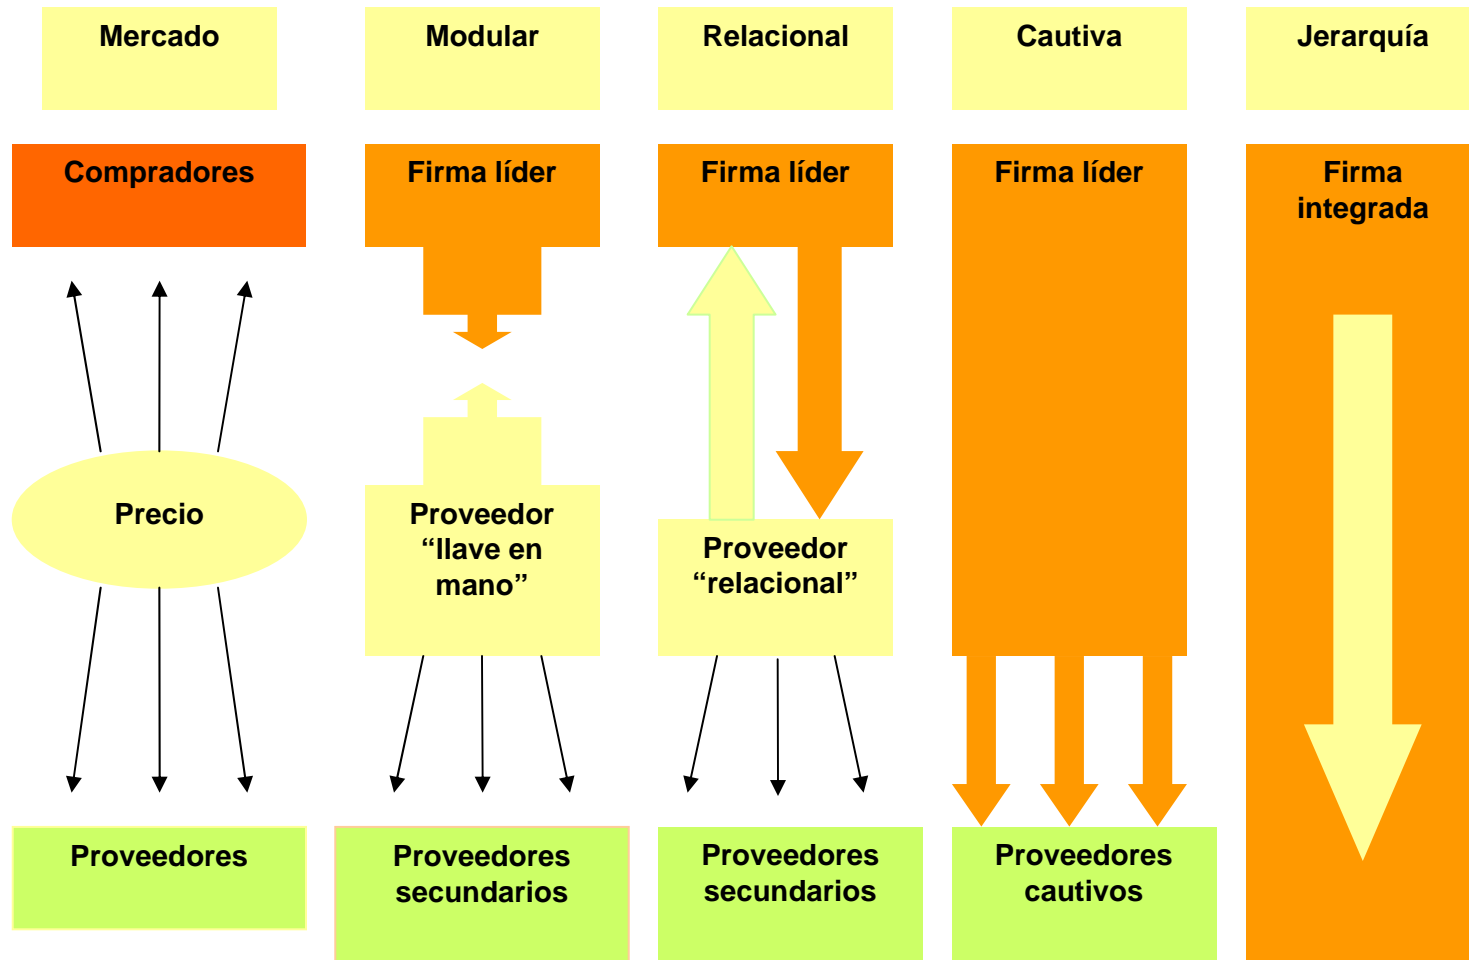 Mercado
Modular
Relacional
Cautiva
Jerarquía
Compradores
Firma líder
Firma líder
Firma líder
Firma
integrada
Precio
Proveedor
“llave en
mano”
Proveedor
“relacional”
Proveedores
Proveedores
secundarios
Proveedores
secundarios
Proveedores
cautivos